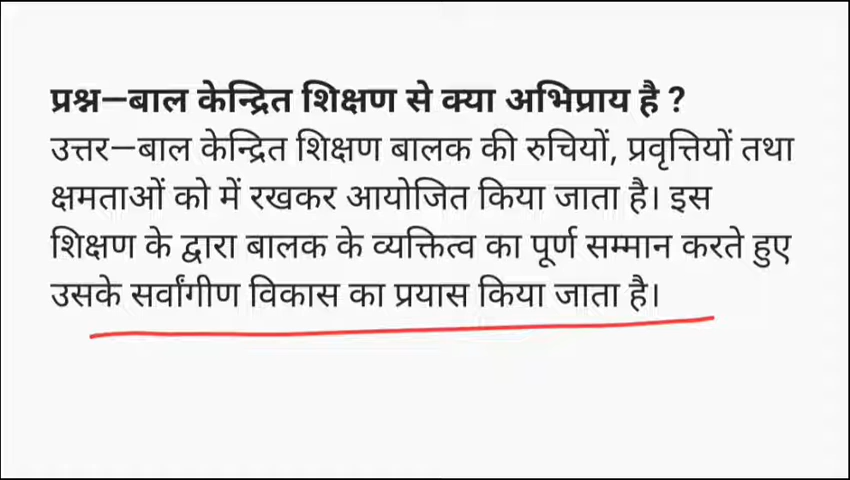 प्रश्न—बाल केन्द्रित शिक्षण से क्या अभिप्राय है ?
उत्तर—बाल केन्द्रित शिक्षण बालक की रुचियों, प्रवृत्तियों तथा
क्षमताओं को में रखकर आयोजित किया जाता है। इस
शिक्षण के द्वारा बालक के व्यक्तित्व का पूर्ण सम्मान करते हुए
उसके सर्वांगीण विकास का प्रयास किया जाता है।